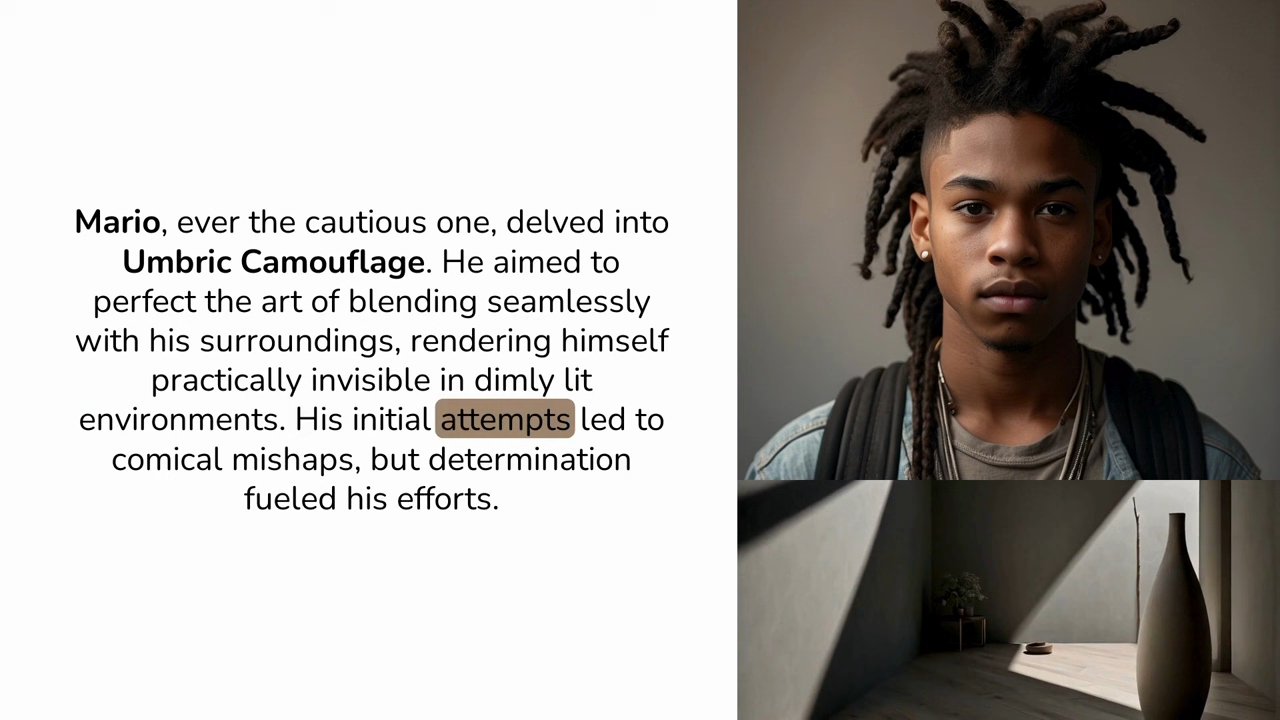 Mario, ever the cautious one, delved into
Umbric Camouflage. He aimed to
perfect the art of blending seamlessly
with his surroundings, rendering himself
practically invisible in dimly lit
environments. His initial attempts led to
comical mishaps, but determination
fueled his efforts.